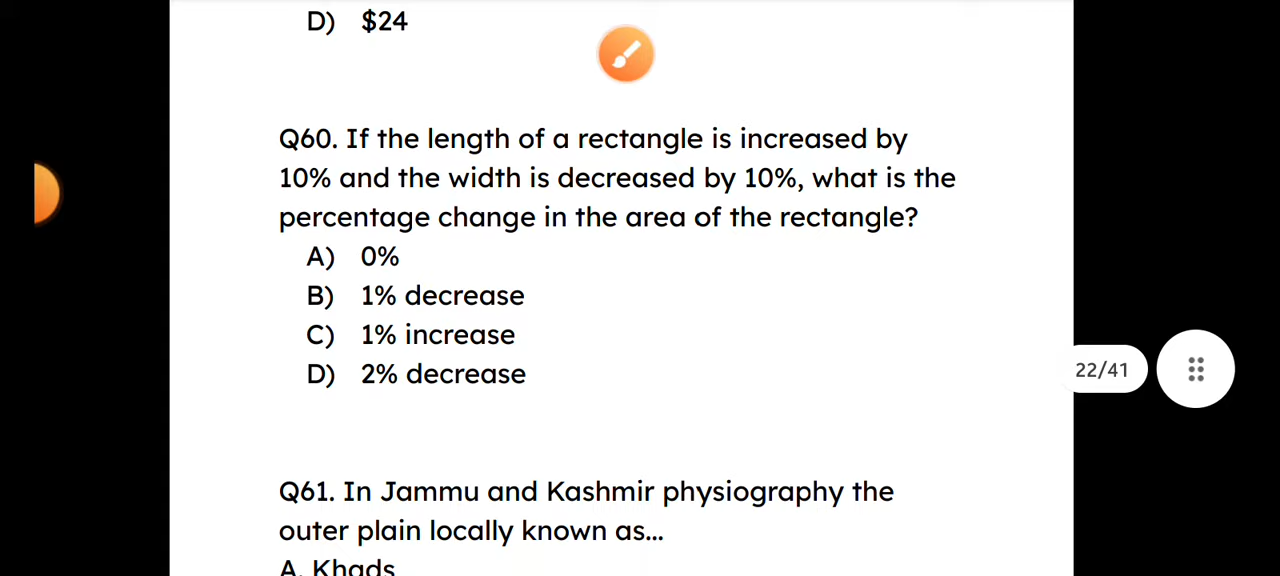 D) $24
Q60. If the length of a rectangle is increased by
10% and the width is decreased by 10%, what is the
percentage change in the area of the rectangle?
A) 0%
B) 1% decrease
C) 1% increase
D) 2% decrease
22/41
Q61. In Jammu and Kashmir physiography the
outer plain locally known as...
A. Khads